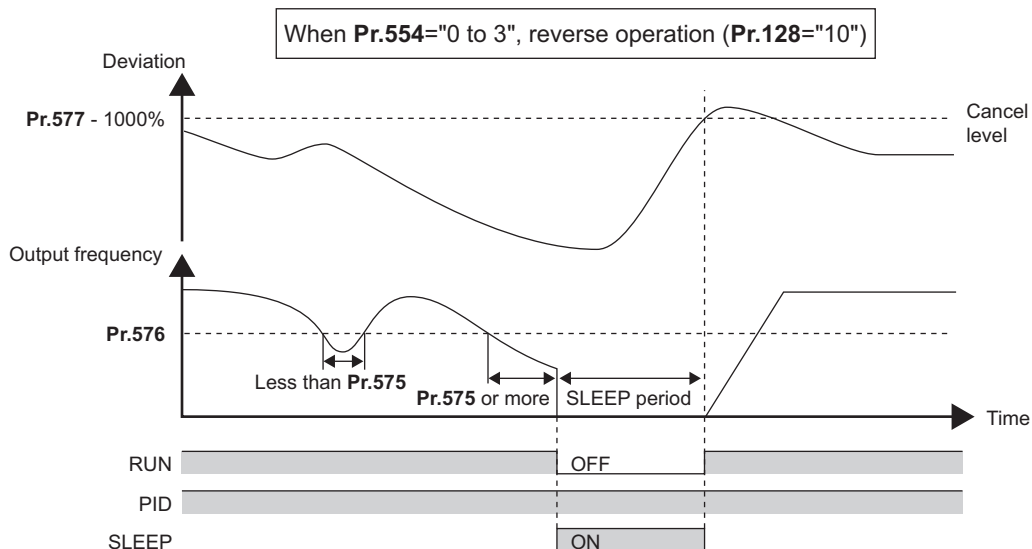 When Pr.554="0 to 3", reverse operation (Pr.128="10")
Deviation
Pr.577 - 1000%
Cancel
level
Output frequency
Pr.576
Less than Pr.575
Pr.575 or more
SLEEP period
Time
RUN
OFF
PID
SLEEP
ON